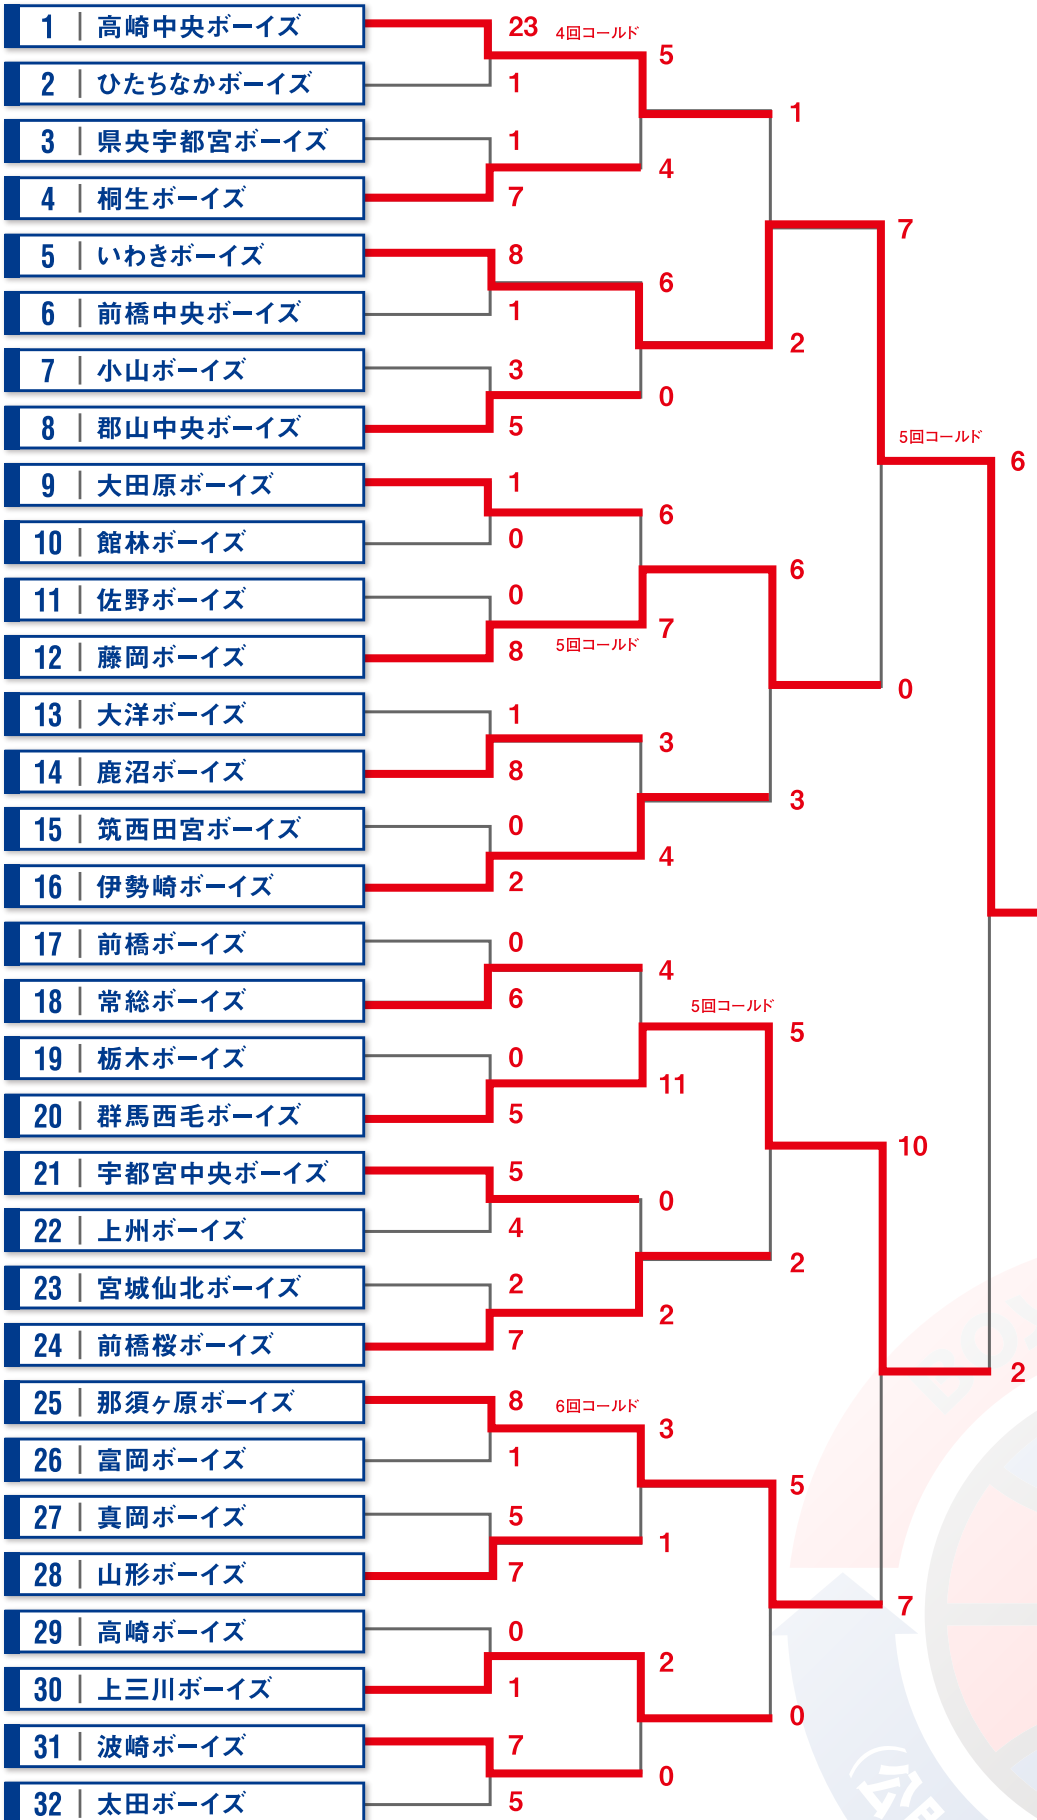 1 高崎中央ボーイズ
2 ひたちなかボーイズ
3 県央宇都宮ボーイズ
4 桐生ボーイズ
5 いわきボーイズ
6 前橋中央ボーイズ
7 小山ボーイズ
8 郡山中央ボーイズ
9 大田原ボーイズ
10 館林ボーイズ
11 佐野ボーイズ
12 藤岡ボーイズ
13 大洋ボーイズ
14 鹿沼ボーイズ
15 筑西田宮ボーイズ
16 伊勢崎ボーイズ
17 前橋ボーイズ
18 常総ボーイズ
19 栃木ボーイズ
20 群馬西毛ボーイズ
21 宇都宮中央ボーイズ
22 上州ボーイズ
23 宮城仙北ボーイズ
24 前橋桜ボーイズ
25 那須ヶ原ボーイズ
26 富岡ボーイズ
27 真岡ボーイズ
28 山形ボーイズ
29 高崎ボーイズ
30 上三川ボーイズ
31 波崎ボーイズ
32 太田ボーイズ
23 4回コールド
1
1
7
8
1
3
5
1
0
0
8 5回コールド
1
8
0
2
0
6
0
5
5
4
2
7
8 6回コールド
1
5
7
0
1
7
5
5
4
6
0
6
7
3
4
4
11
0
2
3
1
2
0
1
2
6
3
5回コールド
5
2
5
0
7
0
10
7
5回コールド
6
2
BOY
(公